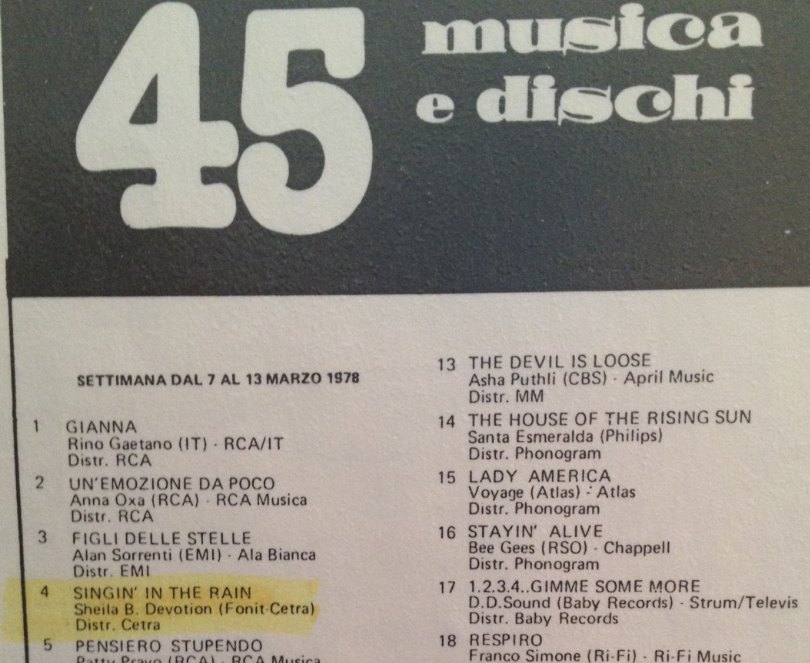 45
musica
e dischi
SETTIMANA DAL 7 AL 13 MARZO 1978
1 GIANNA
Rino Gaetano (IT) - RCA/IT
Distr. RCA
2 UN'EMOZIONE DA POCO
Anna Oxa (RCA) - RCA Musica
Distr. RCA
3 FIGLI DELLE STELLE
Alan Sorrenti (EMI) - Ala Bianca
Distr. EMI
4 SINGIN' IN THE RAIN
Sheila B. Devotion (Fonit-Cetra)
Distr. Cetra
5 PENSIERO STUPENDO
Patty Pravo (RCA) - RCA Musica
13 THE DEVIL IS LOOSE
Asha Puthli (CBS) - April Music
Distr. MM
14 THE HOUSE OF THE RISING SUN
Santa Esmeralda (Philips)
Distr. Phonogram
15 LADY AMERICA
Voyage (Atlas) - Atlas
Distr. Phonogram
16 STAYIN' ALIVE
Bee Gees (RSO) - Chappell
Distr. Phonogram
17 1.2.3.4..GIMME SOME MORE
D.D.Sound (Baby Records) - Strum/Televis
Distr. Baby Records
18 RESPIRO
Franco Simone (Ri-Fi) - Ri-Fi Music